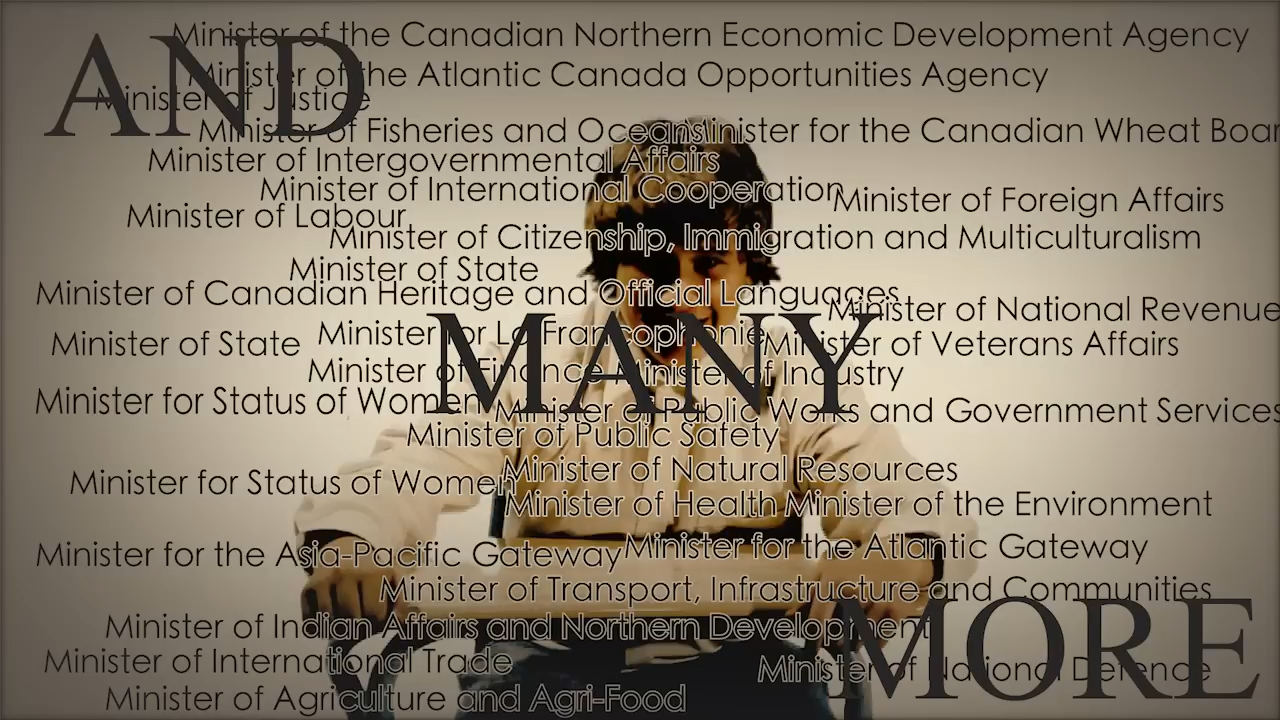 AND
Minister of the Canadian Northern Economic Development Agency
Minister of the Atlantic Canada Opportunities Agency
Minister of Justice
Minister of Fisheries and Oceans
Minister for the Canadian Wheat Boar
Minister of Intergovernmental Affairs
Minister of International Cooperation
Minister of Foreign Affairs
Minister of Labour
Minister of Citizenship, Immigration and Multiculturalism
Minister of State
Minister of Canadian Heritage and Official Languages
Minister of National Revenue
MANY
Minister for La Francophonie
Minister of State
Minister of Veterans Affairs
Minister of Finance
Minister of Industry
Minister for Status of Women
Minister of Public Works and Government Services
Minister of Public Safety
Minister of Natural Resources
Minister for Status of Women
Minister of Health
Minister of the Environment
Minister for the Atlantic Gateway
Minister for the Asia-Pacific Gateway
Minister of Transport, Infrastructure and Communities
MORE
Minister of Indian Affairs and Northern Development
Minister of International Trade
Minister of National Defence
Minister of Agriculture and Agri-Food